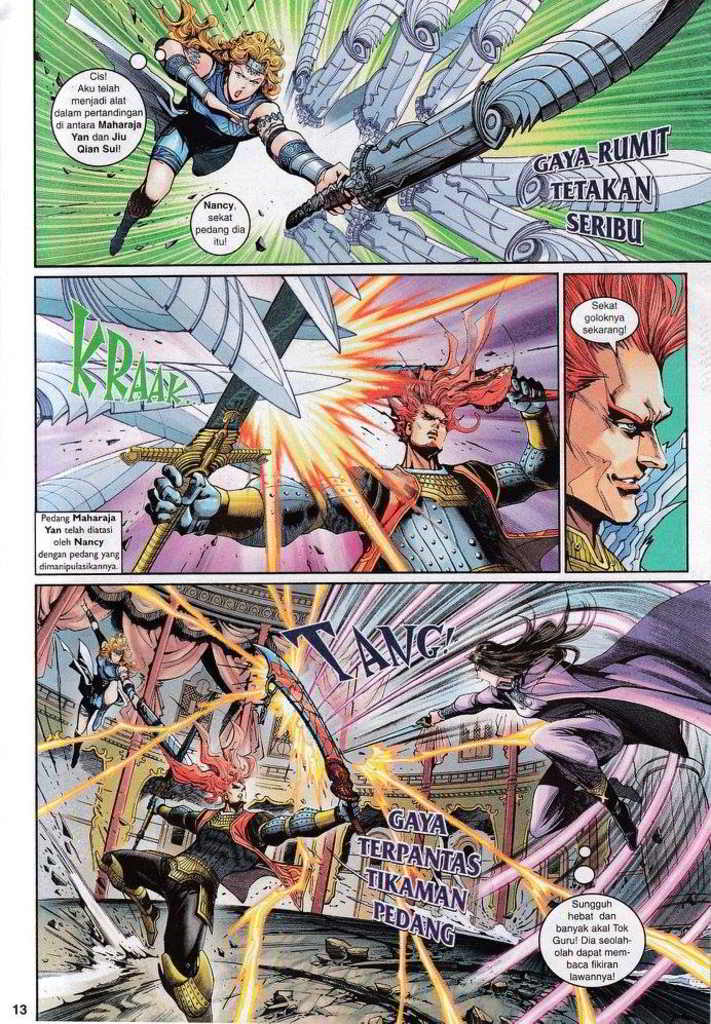 Cis!
Aku telah
menjadi alat
dalam pertandingan
di antara Maharaja
Yan dan Jiu
Qian Sui!
Nancy,
sekat
pedang dia
itu!
GAYA RUMIT
TETAKAN
SERIBU
KRAAK
Pedang Maharaja
Yan telah diatasi
oleh Nancy
dengan pedang yang
dimanipulasikannya.
Sekat
goloknya
sekarang!
TANG!
GAYA
TERPANTAS
TIKAMAN
PEDANG
Sungguh
hebat dan
banyak akal Tok
Guru! Dia seolah-
olah dapat mem-
baca fikiran
lawannya!
13